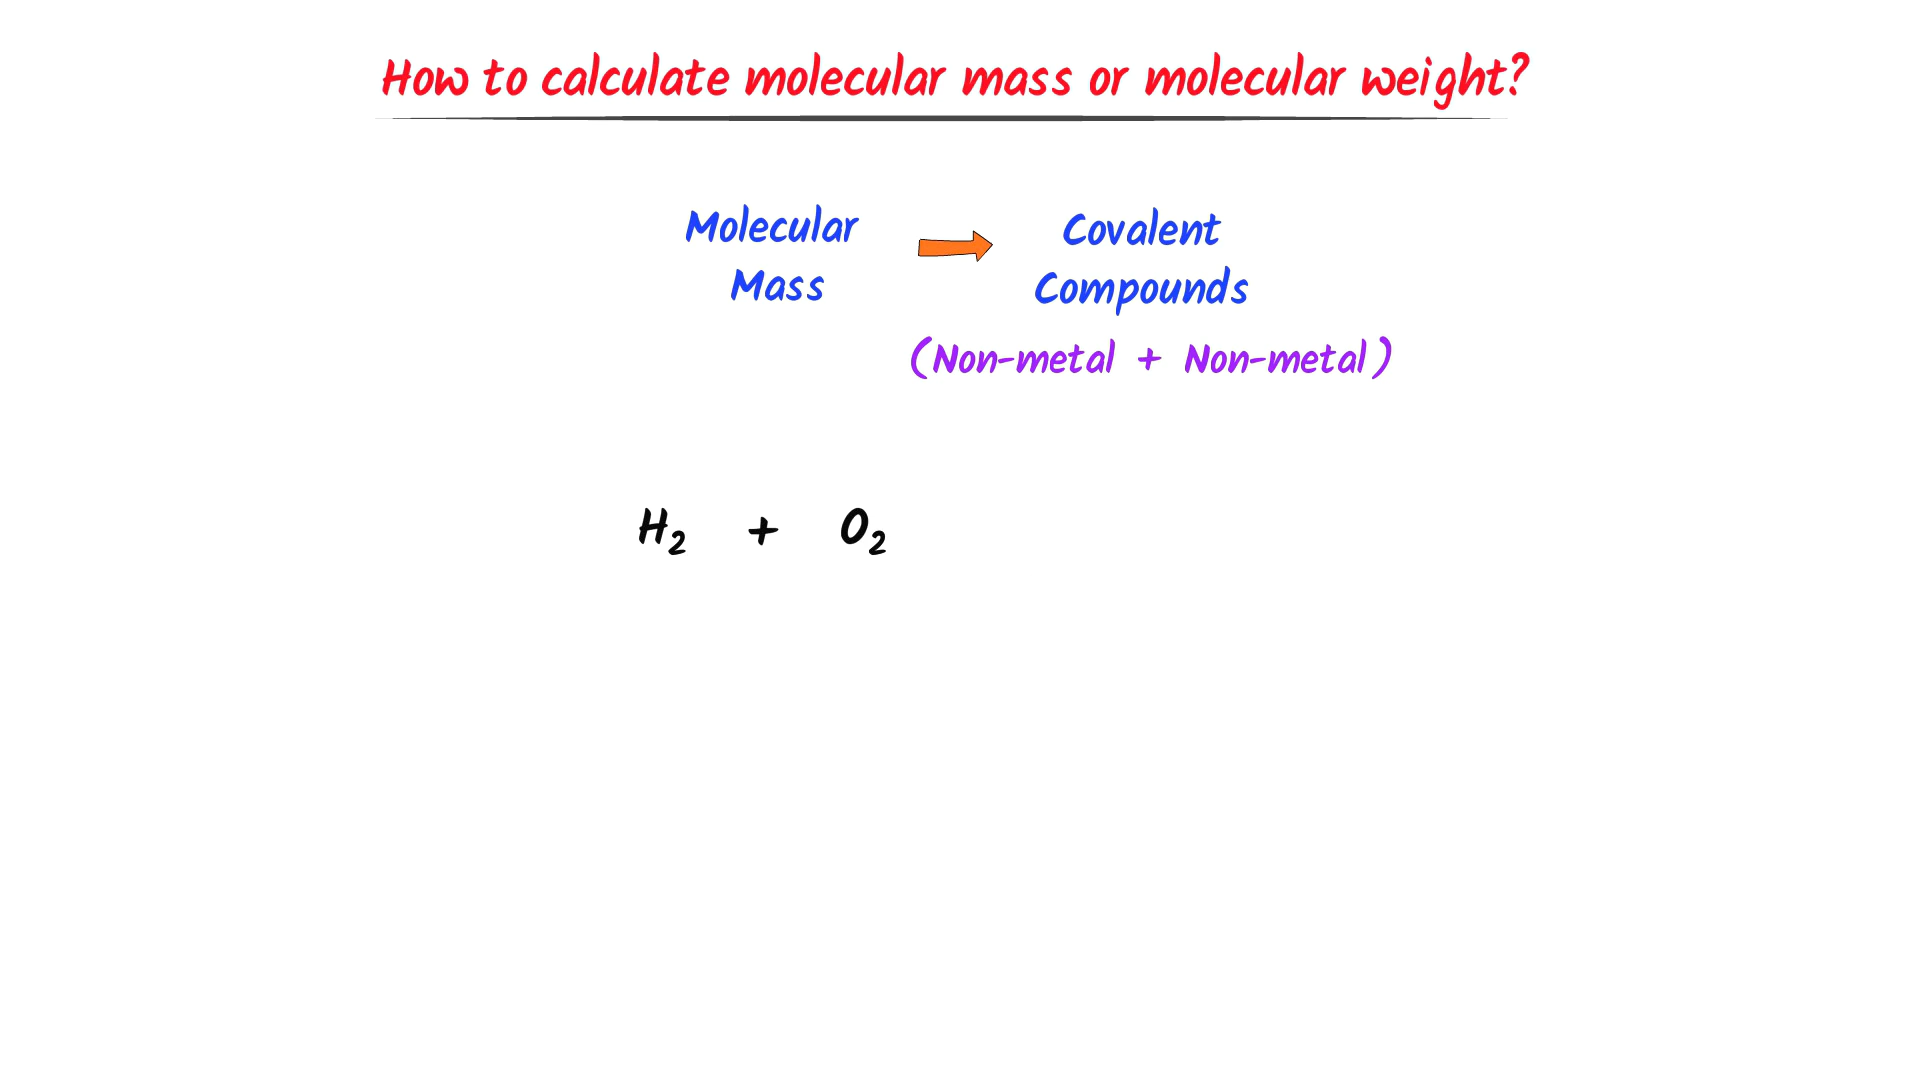 How to calculate molecular mass or molecular weight?
Molecular
Mass
Covalent
Compounds
(Non-metal + Non-metal)
H₂ + O₂